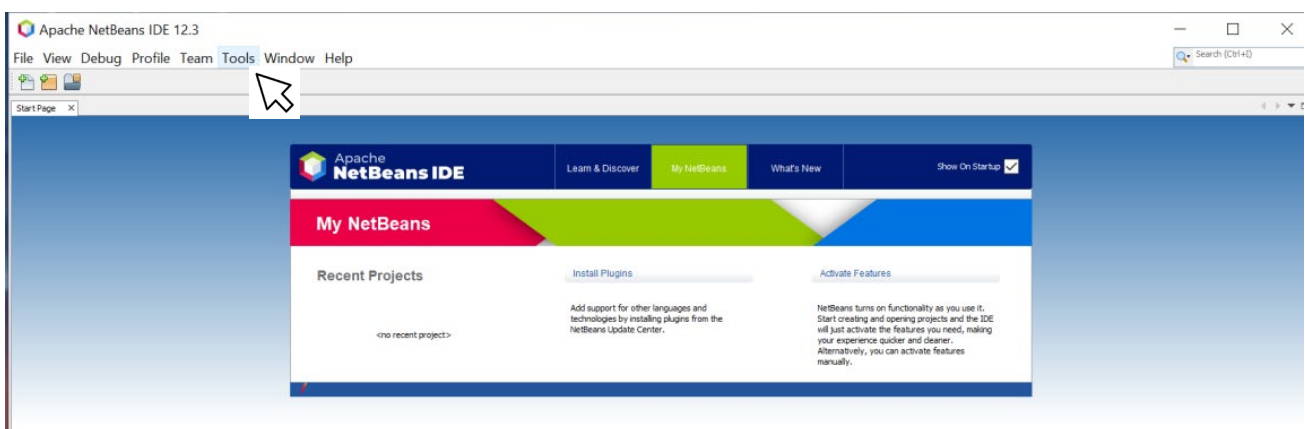 Apache NetBeans IDE 12.3
File View Debug Profile Team Tools Window Help
Search (Ctrl+I)
Start Page
Apache
NetBeans IDE
Learn & Discover
My NetBeans
What's New
Show On Startup
My NetBeans
Recent Projects
<no recent project>
Install Plugins
Add support for other languages and
technologies by installing plugins from the
NetBeans Update Center.
Activate Features
NetBeans turns on functionality as you use it.
Start creating and opening projects and the IDE
will just activate the features you need, making
your experience quicker and cleaner.
Alternatively, you can activate features
manually.